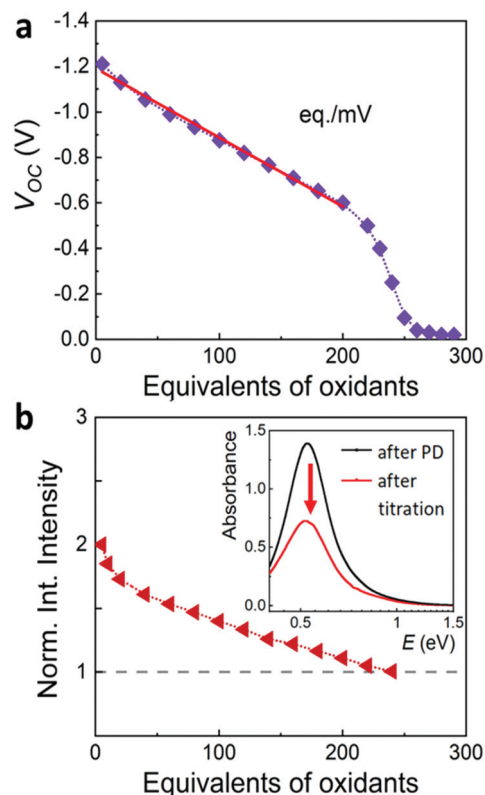 a
-1.4
-1.2
-1.0
-0.8
-0.6
-0.4
-0.2
0.0
V_OC (V)
eq./mV
0 100 200 300
Equivalents of oxidants
b
3
2
1
Norm. Int. Intensity
1.5
1.0
0.5
0.0
Absorbance
after PD
after
titration
0.5 1 1.5
E (eV)
0 100 200 300
Equivalents of oxidants